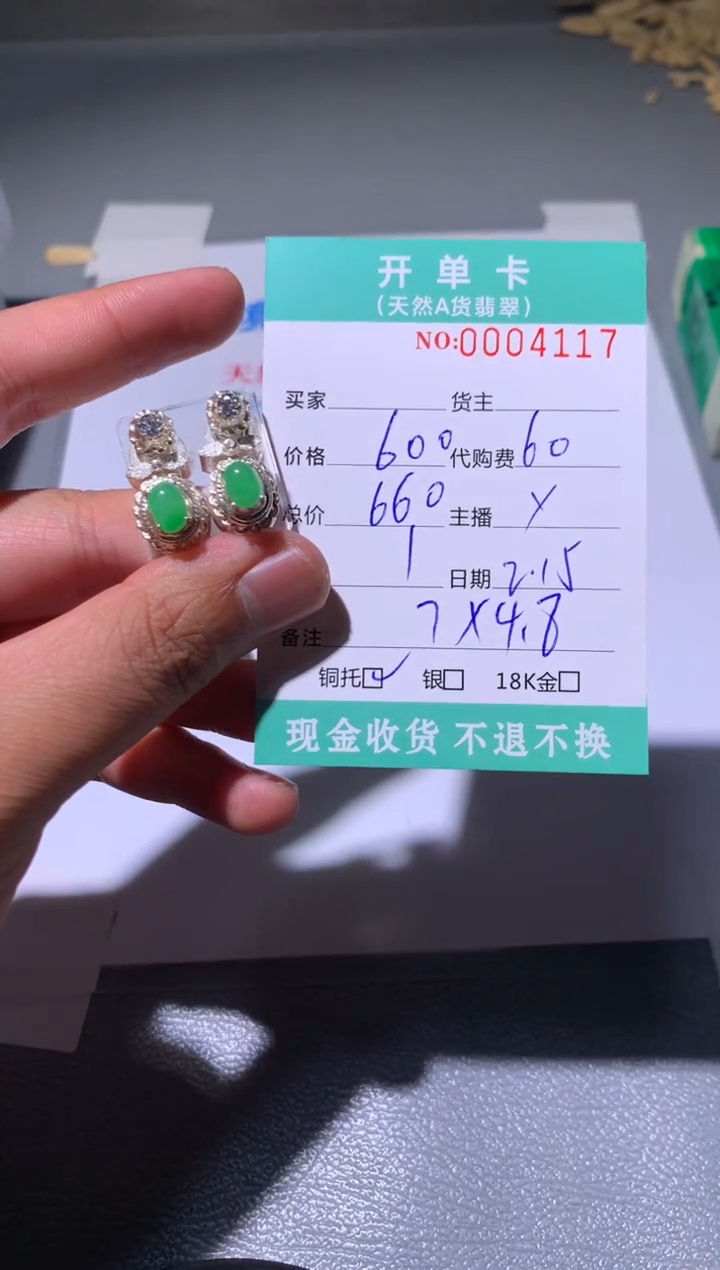 开单卡
(天然A货翡翠)
NO:0004117
买家 货主
价格 600 代购费 60
总价 660 主播 Y
1 日期 2.15
备注 7X4.8
铜托☑ 银□ 18K金□
现金收货 不退不换